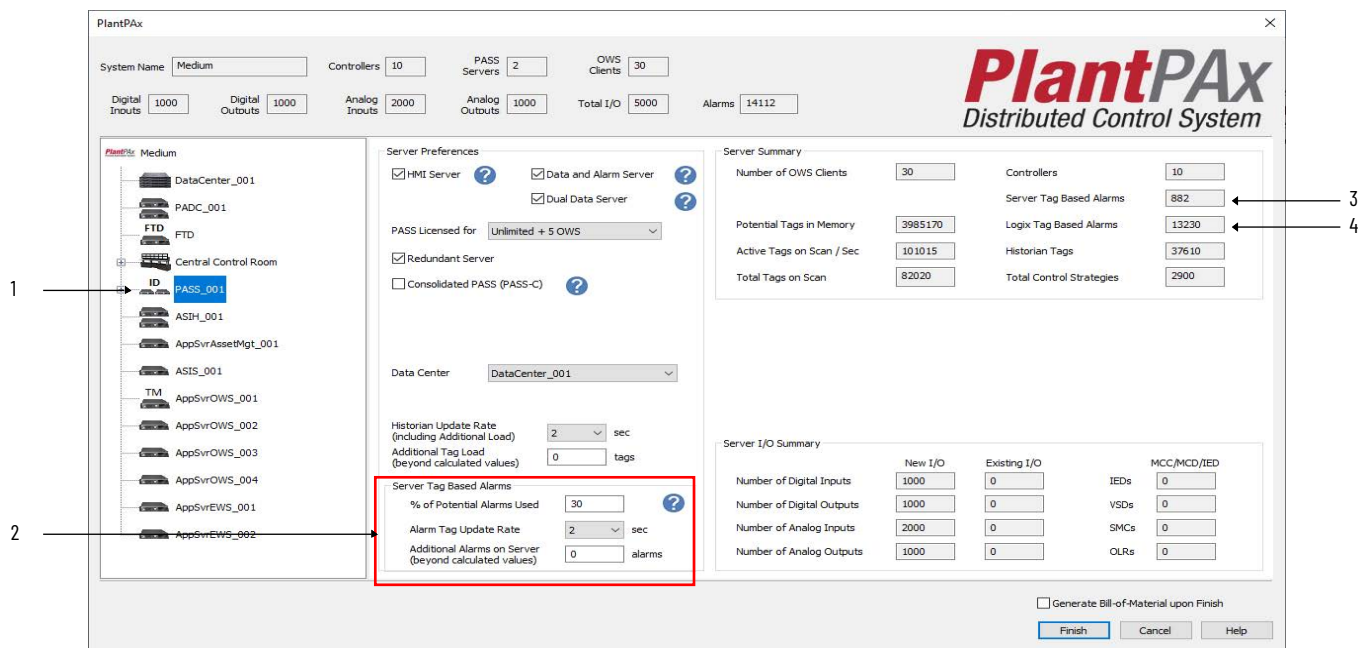 PlantPAx
System Name Medium Controllers 10 PASS Servers 2 OWS Clients 30
Digital Inputs 1000 Digital Outputs 1000 Analog Inputs 2000 Analog Outputs 1000 Total I/O 5000 Alarms 14112
PlantPAx
Distributed Control System
PlantPAx Medium
DataCenter_001
PADC_001
FTD FTD
Central Control Room
1
ID PASS_001
ASIH_001
AppSvrAssetMgt_001
ASIS_001
TM AppSvrOWS_001
AppSvrOWS_002
AppSvrOWS_003
AppSvrOWS_004
AppSvrEWS_001
2
AppSvrEWS_002
Server Preferences
HMI Server ? Data and Alarm Server ?
Dual Data Server ?
PASS Licensed for Unlimited + 5 OWS
Redundant Server
Consolidated PASS (PASS-C) ?
Data Center DataCenter_001
Historian Update Rate
(including Additional Load) 2 sec
Additional Tag Load
(beyond calculated values) 0 tags
Server Tag Based Alarms
% of Potential Alarms Used 30 ?
Alarm Tag Update Rate 2 sec
Additional Alarms on Server
(beyond calculated values) 0 alarms
Server Summary
Number of OWS Clients 30 Controllers 10
Server Tag Based Alarms 882 3
Potential Tags in Memory 3985170 Logix Tag Based Alarms 13230 4
Active Tags on Scan / Sec 101015 Historian Tags 37610
Total Tags on Scan 82020 Total Control Strategies 2900
Server I/O Summary
New I/O Existing I/O MCC/MCD/IED
Number of Digital Inputs 1000 0 IEDs 0
Number of Digital Outputs 1000 0 VSDs 0
Number of Analog Inputs 2000 0 SMCs 0
Number of Analog Outputs 1000 0 OLRs 0
Generate Bill-of-Material upon Finish
Finish Cancel Help